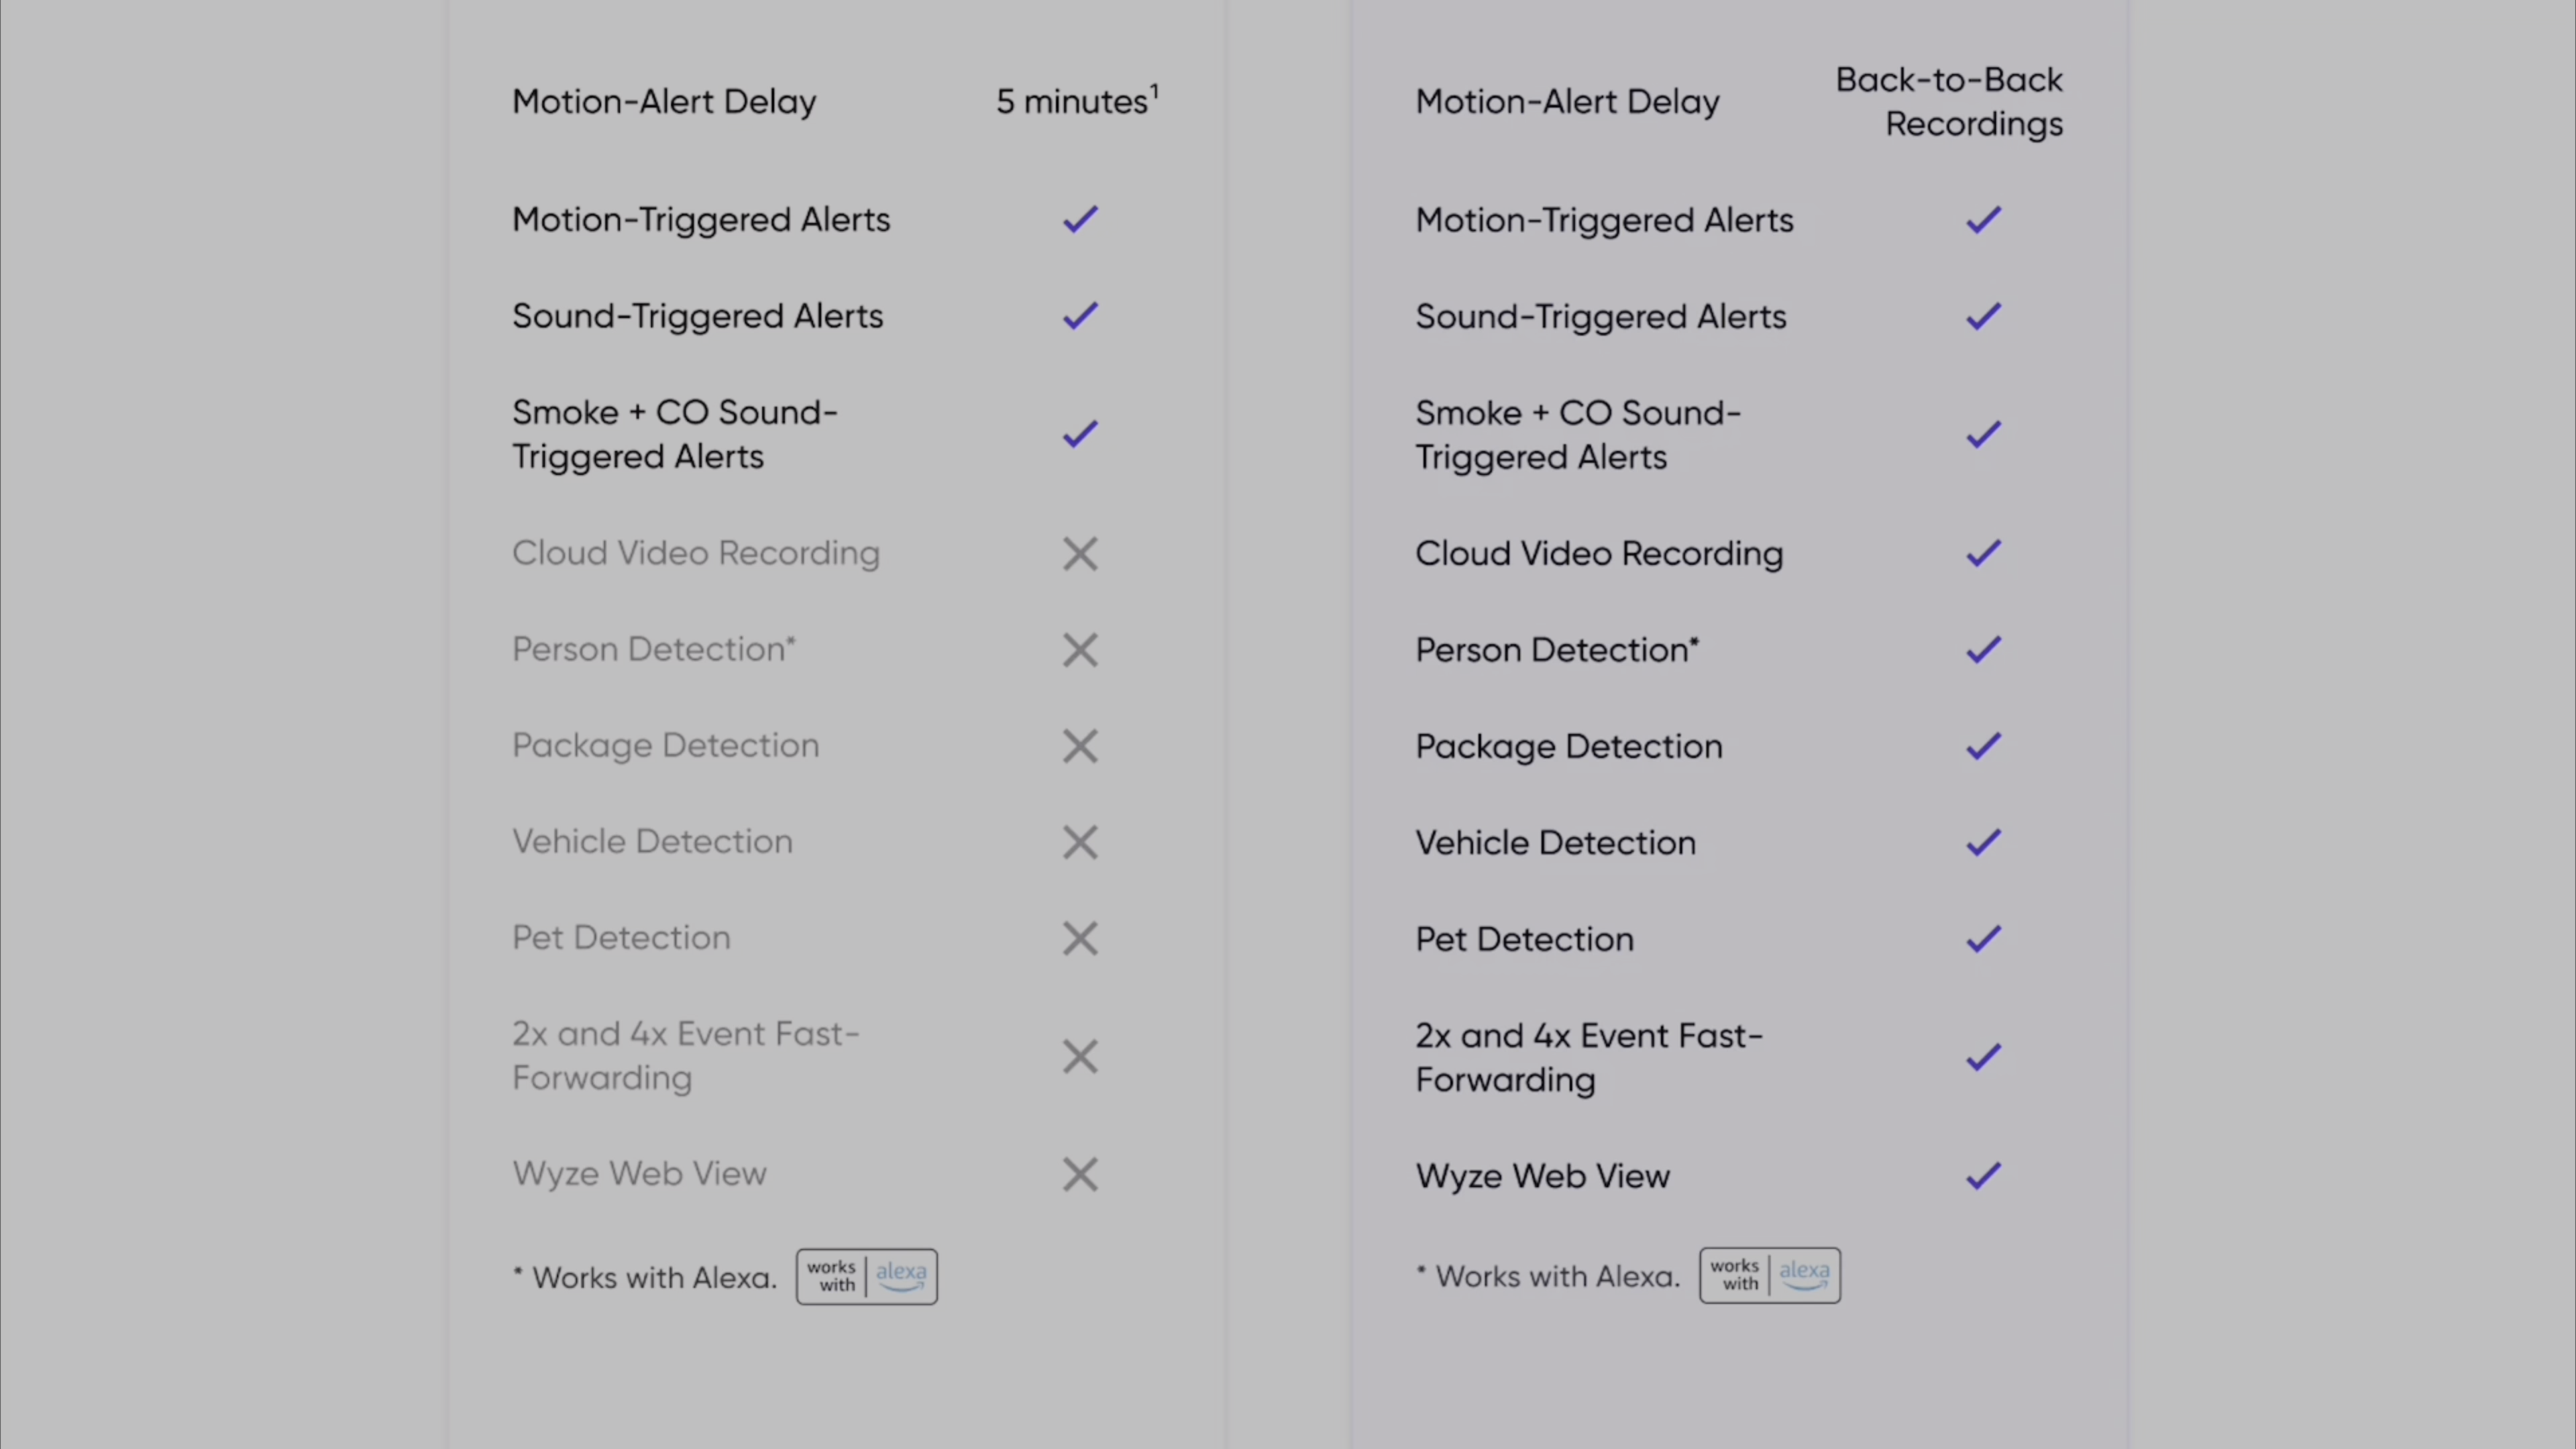 Motion-Alert Delay
5 minutes¹
Motion-Triggered Alerts
Sound-Triggered Alerts
Smoke + CO Sound-
Triggered Alerts
Cloud Video Recording
Person Detection*
Package Detection
Vehicle Detection
Pet Detection
2x and 4x Event Fast-
Forwarding
Wyze Web View
* Works with Alexa.
works
with
alexa
Motion-Alert Delay
Back-to-Back
Recordings
Motion-Triggered Alerts
Sound-Triggered Alerts
Smoke + CO Sound-
Triggered Alerts
Cloud Video Recording
Person Detection*
Package Detection
Vehicle Detection
Pet Detection
2x and 4x Event Fast-
Forwarding
Wyze Web View
* Works with Alexa.
works
with
alexa